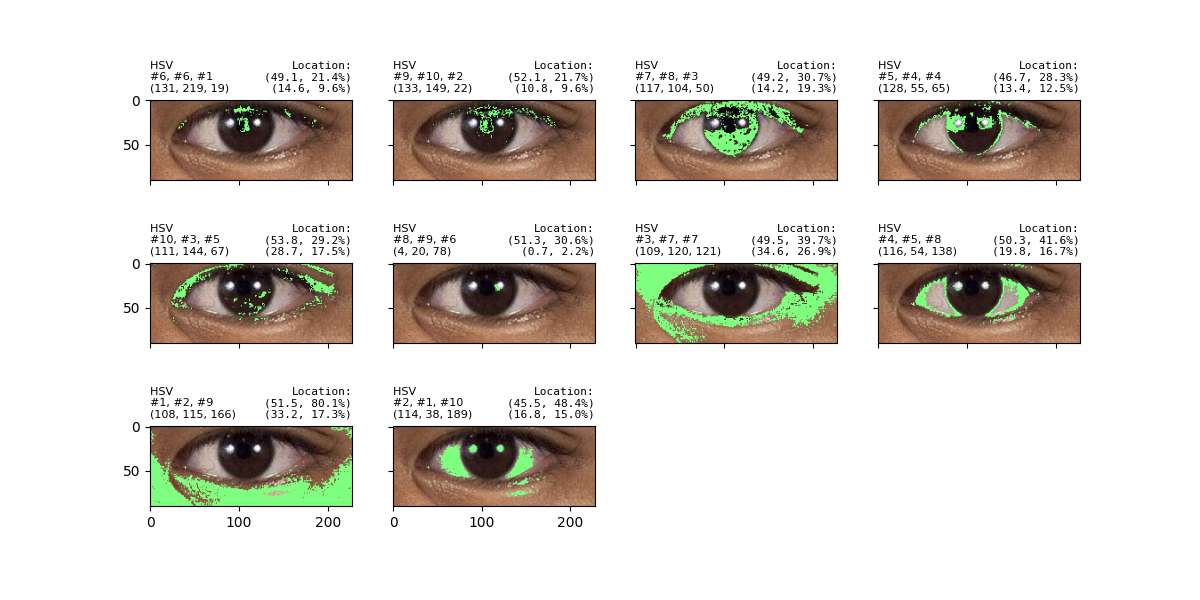 HSV Location:
#6, #6, #1 (49.1, 21.4%)
(131, 219, 19) (14.6, 9.6%)
HSV Location:
#9, #10, #2 (52.1, 21.7%)
(133, 149, 22) (10.8, 9.6%)
HSV Location:
#7, #8, #3 (49.2, 30.7%)
(117, 104, 50) (14.2, 19.3%)
HSV Location:
#5, #4, #4 (46.7, 28.3%)
(128, 55, 65) (13.4, 12.5%)
0
50
HSV Location:
#10, #3, #5 (53.8, 29.2%)
(111, 144, 67) (28.7, 17.5%)
HSV Location:
#8, #9, #6 (51.3, 30.6%)
(4, 20, 78) (0.7, 2.2%)
HSV Location:
#3, #7, #7 (49.5, 39.7%)
(109, 120, 121) (34.6, 26.9%)
HSV Location:
#4, #5, #8 (50.3, 41.6%)
(116, 54, 138) (19.8, 16.7%)
0
50
HSV Location:
#1, #2, #9 (51.5, 80.1%)
(108, 115, 166) (33.2, 17.3%)
HSV Location:
#2, #1, #10 (45.5, 48.4%)
(114, 38, 189) (16.8, 15.0%)
0
50
0 100 200
0 100 200